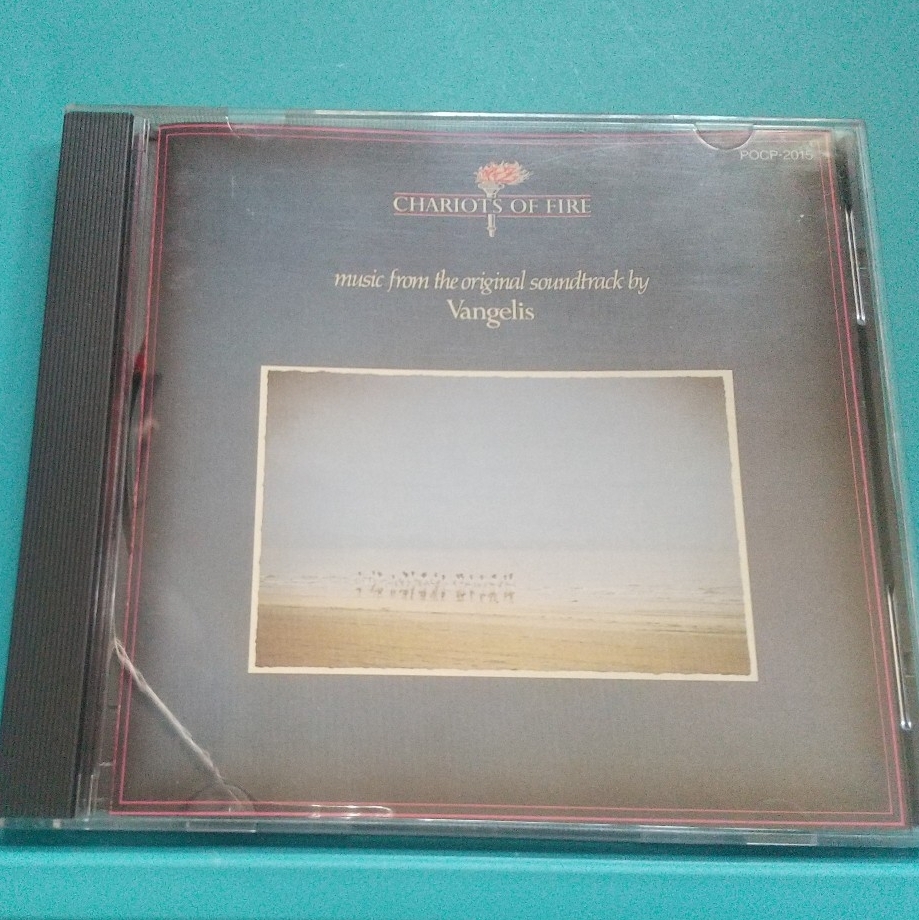 POCP-2015
CHARIOTS OF FIRE
music from the original soundtrack by
Vangelis